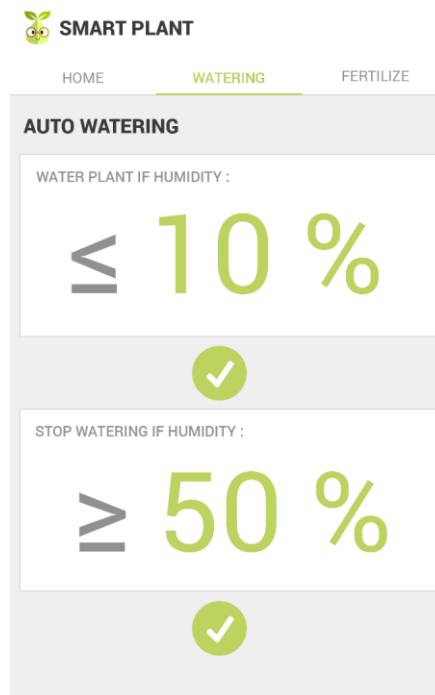 SMART PLANT
HOME WATERING FERTILIZE
AUTO WATERING
WATER PLANT IF HUMIDITY :
≤ 10 %
STOP WATERING IF HUMIDITY :
≥ 50 %